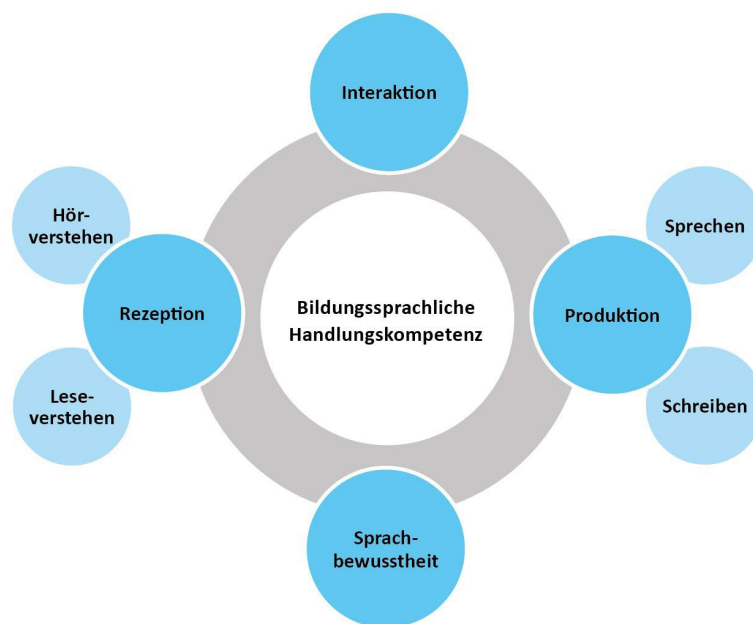 Interaktion
Hör-
verstehen
Sprechen
Rezeption
Bildungssprachliche
Handlungskompetenz
Produktion
Lese-
verstehen
Schreiben
Sprach-
bewusstheit